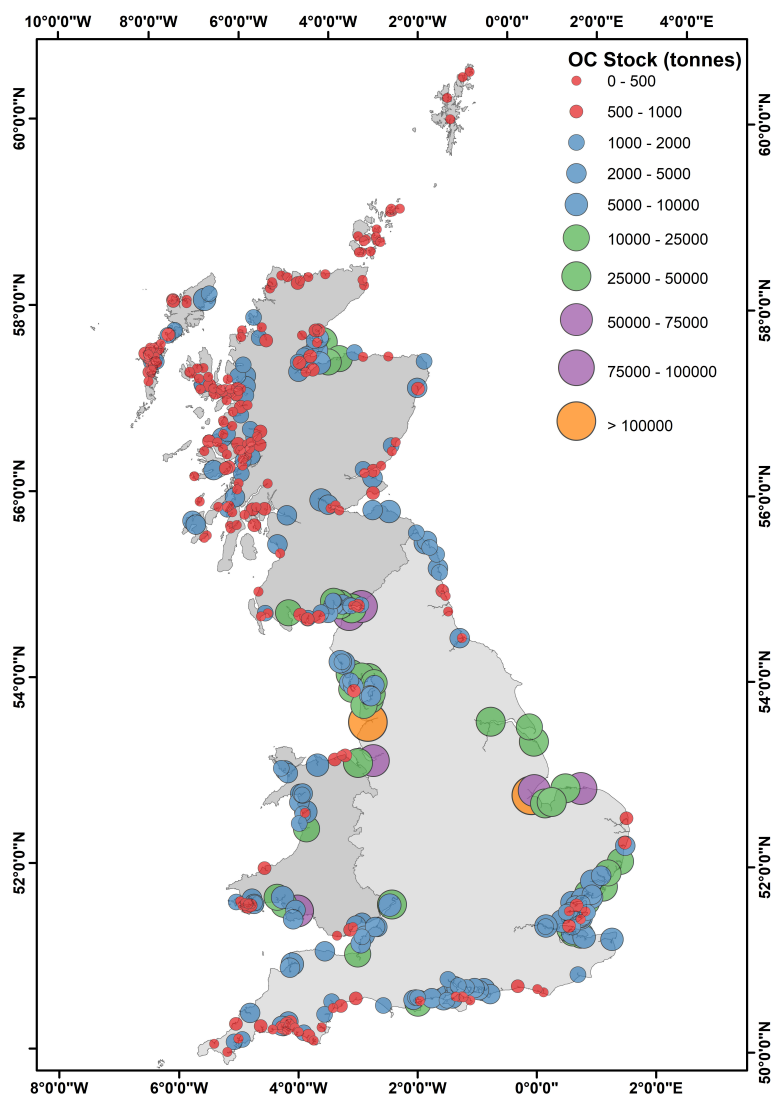 10°0'0"W 8°0'0"W 6°0'0"W 4°0'0"W 2°0'0"W 0°0'0" 2°0'0"E 4°0'0"E
OC Stock (tonnes)
0 - 500
500 - 1000
1000 - 2000
2000 - 5000
5000 - 10000
10000 - 25000
25000 - 50000
50000 - 75000
75000 - 100000
> 100000
60°0'0"N
58°0'0"N
56°0'0"N
54°0'0"N
52°0'0"N
60°0'0"N
58°0'0"N
56°0'0"N
54°0'0"N
52°0'0"N
50°0'0"N
8°0'0"W 6°0'0"W 4°0'0"W 2°0'0"W 0°0'0" 2°0'0"E